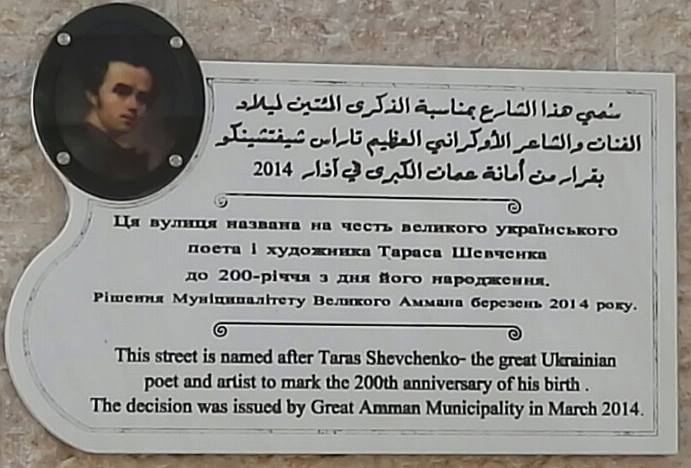 سُمي هذا الشارع بمناسبة الذكرى المئتين لميلاد
الفنان والشاعر الأوكراني العظيم تاراس شيفتشينكو
بقرار من أمانة عمان الكبرى في آذار 2014
Ця вулиця названа на честь великого українського
поета і художника Тараса Шевченка
до 200-річчя з дня його народження.
Рішення Муніципалітету Великого Аммана березень 2014 року.
This street is named after Taras Shevchenko- the great Ukrainian
poet and artist to mark the 200th anniversary of his birth .
The decision was issued by Great Amman Municipality in March 2014.